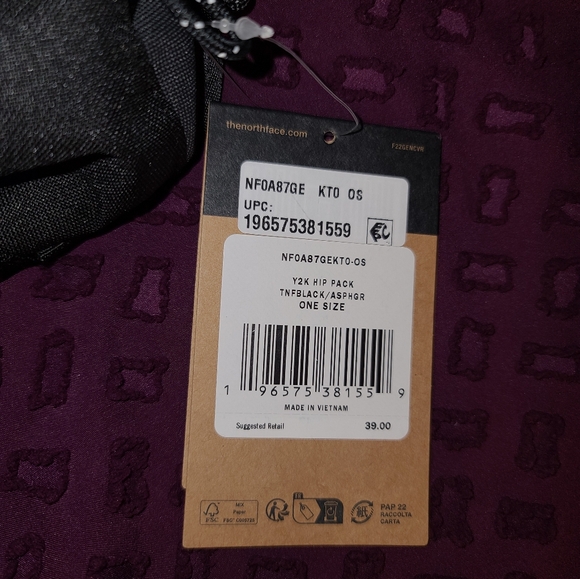 thenorthface.com
NF0A87GE KT0 OS
UPC:
196575381559
NF0A87GEKT0-OS
Y2K HIP PACK
TNFBLACK/ASPHGR
ONE SIZE
1 96575 38155 9
MADE IN VIETNAM
Suggested Retail 39.00
FSC
MIX
Paper
PAP 22
RACCOLTA
CARTA